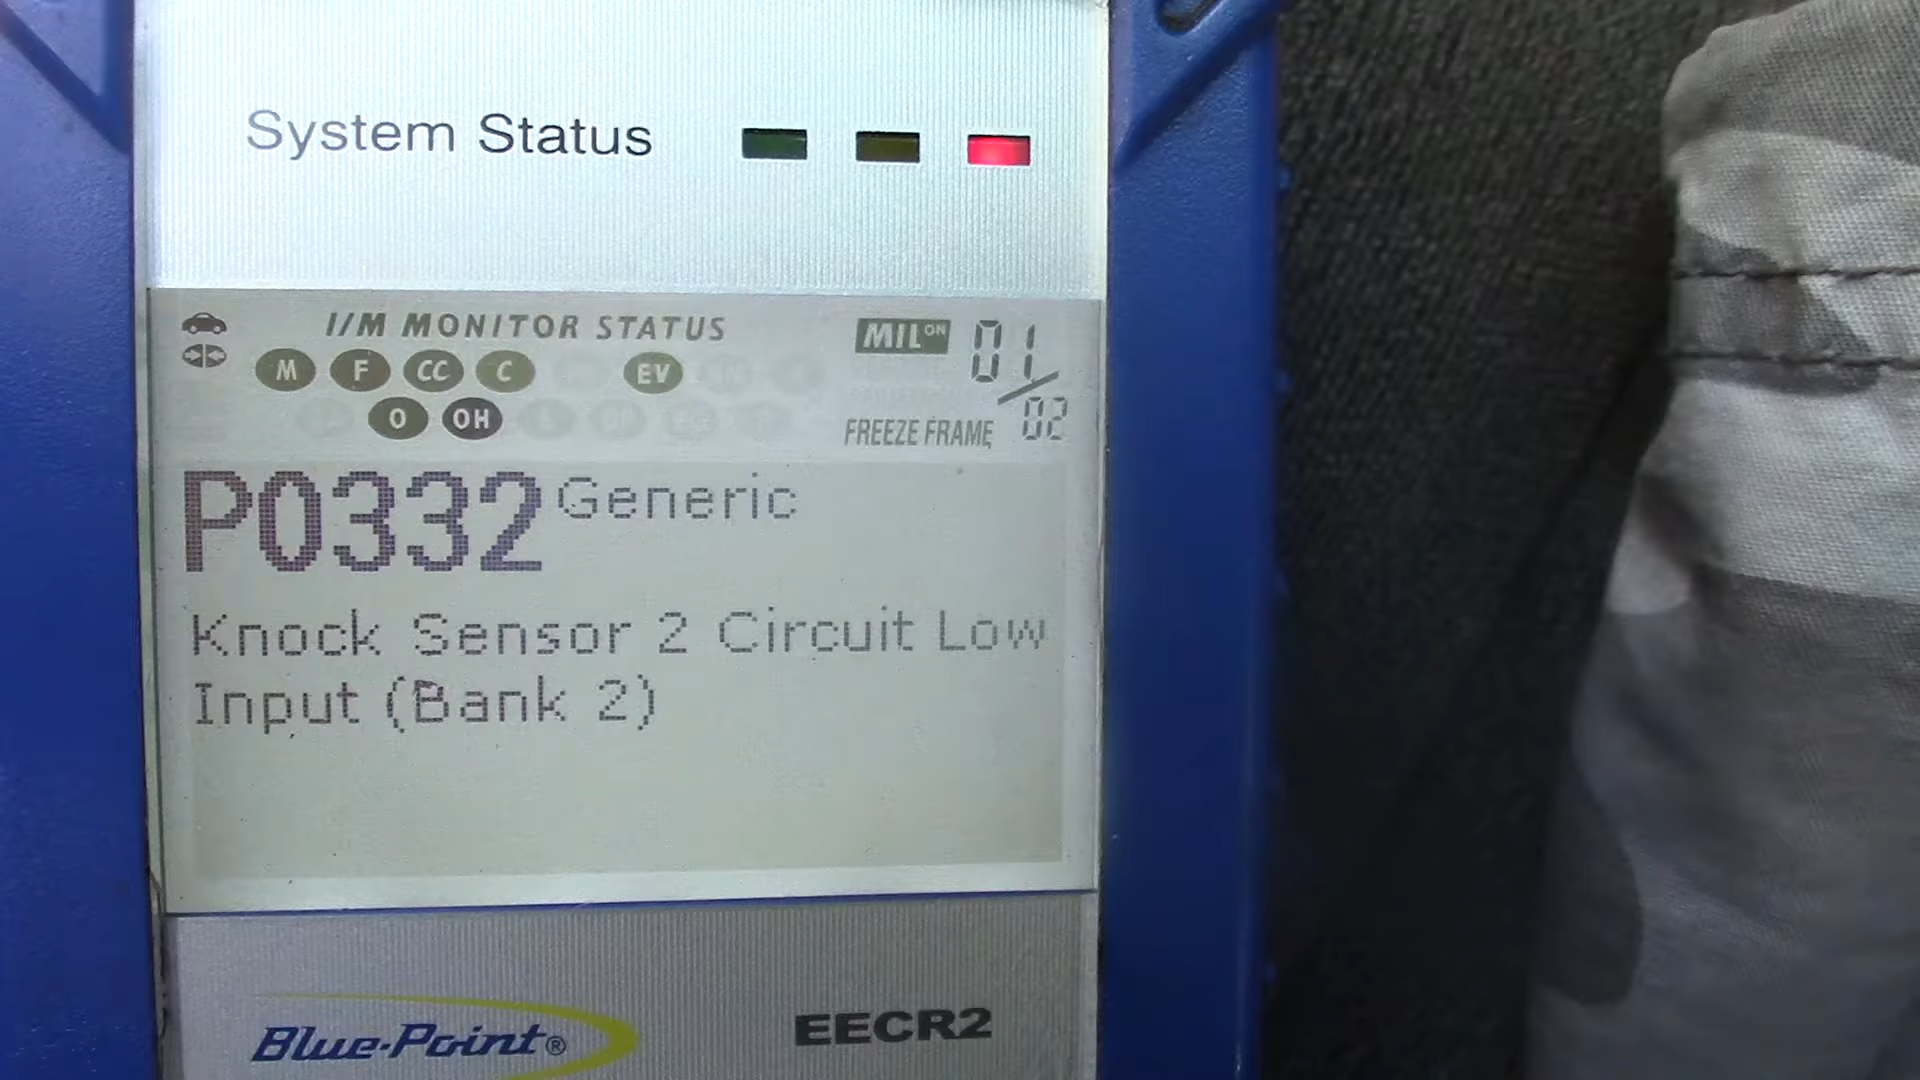 System Status
I/M MONITOR STATUS
MIL ON 01/02
M F CC C EV
O OH
FREEZE FRAME
P0332 Generic
Knock Sensor 2 Circuit Low
Input (Bank 2)
Blue-Point®
EECR2